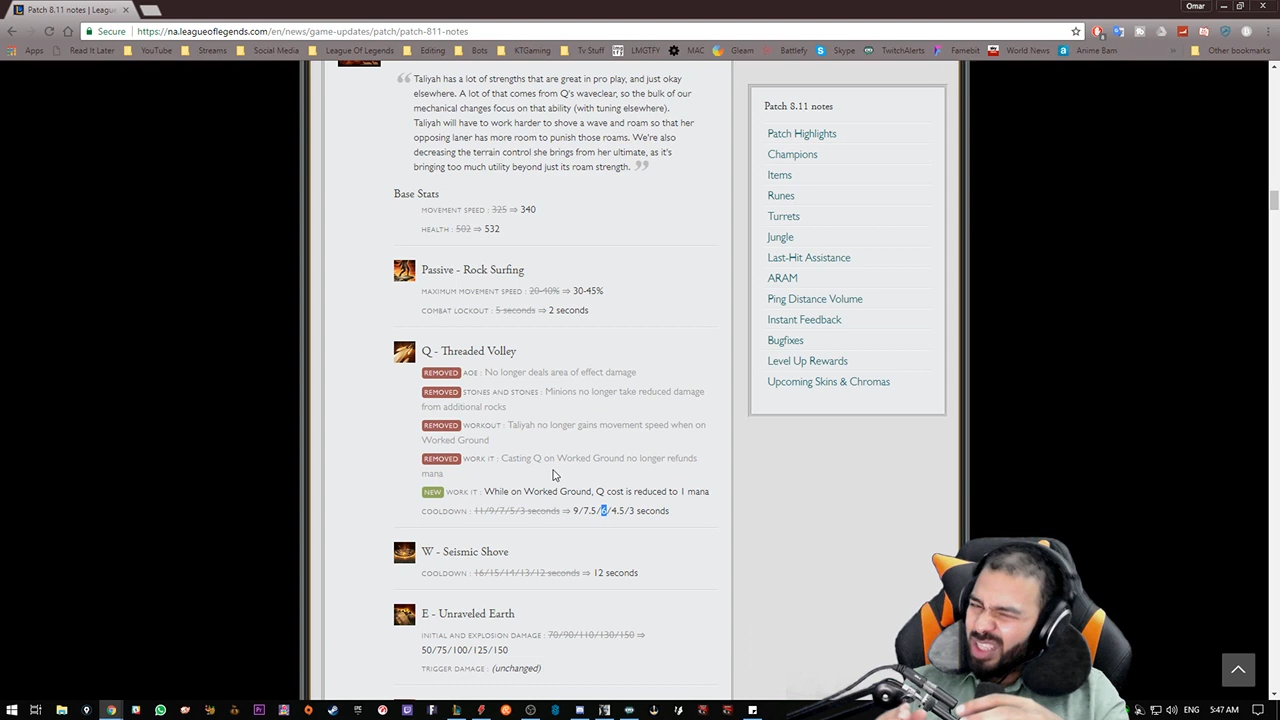 Patch 8.11 notes | Leagu
Omar
Secure
https://na.leagueoflegends.com/en/news/game-updates/patch/patch-811-notes
Apps
Read It Later
YouTube
Streams
Social Media
League Of Legends
Editing
Bots
KTGaming
Tv Stuff
LMGTFY
MAC
Gleam
Battlefy
Skype
TwitchAlerts
Famebit
World News
Anime Bam
Other bookmarks
Taliyah has a lot of strengths that are great in pro play, and just okay
elsewhere. A lot of that comes from Q's waveclear, so the bulk of our
mechanical changes focus on that ability (with tuning elsewhere).
Taliyah will have to work harder to shove a wave and roam so that her
opposing laner has more room to punish those roams. We're also
decreasing the terrain control she brings from her ultimate, as it's
bringing too much utility beyond just its roam strength.
Base Stats
MOVEMENT SPEED : 325 ⇒ 340
HEALTH : 502 ⇒ 532
Passive - Rock Surfing
MAXIMUM MOVEMENT SPEED : 20-40% ⇒ 30-45%
COMBAT LOCKOUT : 5 seconds ⇒ 2 seconds
Q - Threaded Volley
REMOVED AOE : No longer deals area of effect damage
REMOVED STONES AND STONES : Minions no longer take reduced damage
from additional rocks
REMOVED WORKOUT : Taliyah no longer gains movement speed when on
Worked Ground
REMOVED WORK IT : Casting Q on Worked Ground no longer refunds
mana
NEW WORK IT : While on Worked Ground, Q cost is reduced to 1 mana
COOLDOWN : 11/9/7/5/3 seconds ⇒ 9/7.5/6/4.5/3 seconds
W - Seismic Shove
COOLDOWN : 16/15/14/13/12 seconds ⇒ 12 seconds
E - Unraveled Earth
INITIAL AND EXPLOSION DAMAGE : 70/90/110/130/150 ⇒
50/75/100/125/150
TRIGGER DAMAGE : (unchanged)
Patch 8.11 notes
Patch Highlights
Champions
Items
Runes
Turrets
Jungle
Last-Hit Assistance
ARAM
Ping Distance Volume
Instant Feedback
Bugfixes
Level Up Rewards
Upcoming Skins & Chromas
ENG
5:47 AM